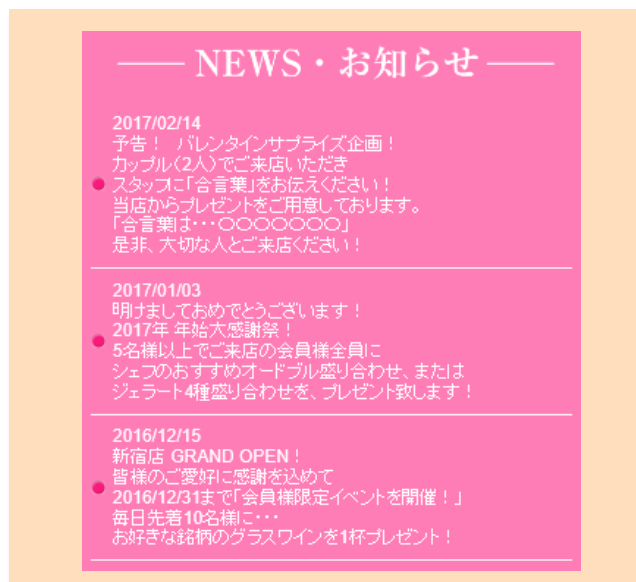 NEWS・お知らせ
2017/02/14
予告！ バレンタインサプライズ企画！
カップル(2人)でご来店いただき
スタッフに「合言葉」をお伝えください！
当店からプレゼントをご用意しております。
「合言葉は・・・〇〇〇〇〇〇〇」
是非、大切な人とご来店ください！
2017/01/03
明けましておめでとうございます！
2017年 年始大感謝祭！
5名様以上でご来店の会員様全員に
シェフのおすすめオードブル盛り合わせ、または
ジェラート4種盛り合わせを、プレゼント致します！
2016/12/15
新宿店 GRAND OPEN！
皆様のご愛好に感謝を込めて
2016/12/31まで「会員様限定イベントを開催！」
毎日先着10名様に・・・
お好きな銘柄のグラスワインを1杯プレゼント！